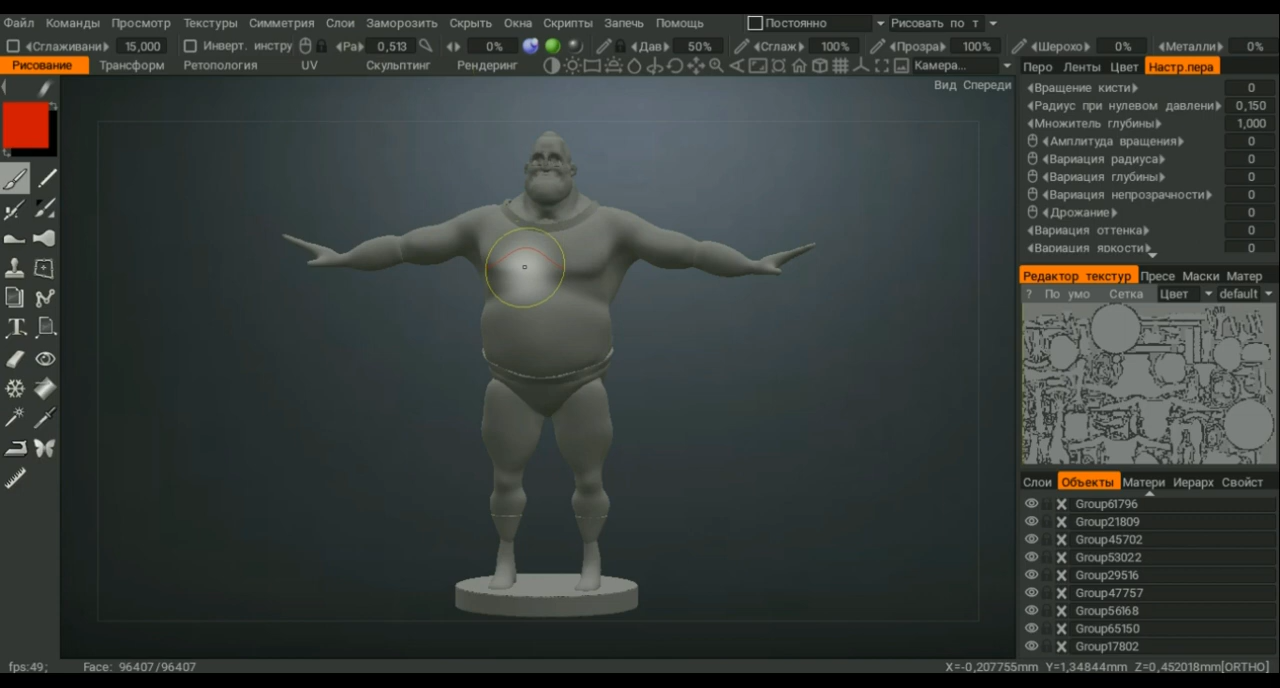 Файл Команды Просмотр Текстуры Симметрия Слои Заморозить Скрыть Окна Скрипты Запечь Помощь Постоянно Рисовать по т
Сглаживани 15,000 Инверт. инстру Ра 0,513 0% Дав 50% Сглаж 100% Прозра 100% Шерохо 0% Металли 0%
Рисование Трансформ Ретопология UV Скульптинг Рендеринг Камера...
Перо Ленты Цвет Настр.пера
Вид Спереди
Вращение кисти 0
Радиус при нулевом давлени 0,150
Множитель глубины 1,000
Амплитуда вращения 0
Вариация радиуса 0
Вариация глубины 0
Вариация непрозрачности 0
Дрожание 0
Вариация оттенка 0
Вариация яркости 0
Редактор текстур Пресе Маски Матер
? По умо Сетка Цвет default
Слои Объекты Матери Иерарх Свойст
Group61796
Group21809
Group45702
Group53022
Group29516
Group47757
Group56168
Group65150
Group17802
fps:49; Face: 96407/96407 X=-0,207755mm Y=1,34844mm Z=0,452018mm[ORTHO]